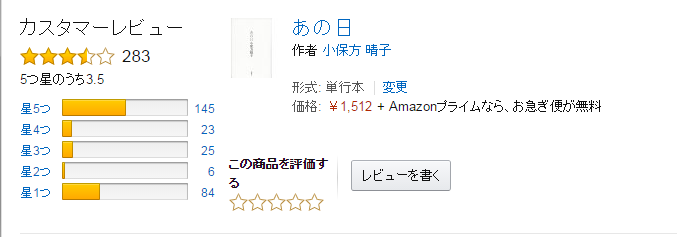 カスタマーレビュー
283
5つ星のうち3.5
星5つ 145
星4つ 23
星3つ 25
星2つ 6
星1つ 84
あの日
作者 小保方 晴子
形式: 単行本 変更
価格: ￥1,512 + Amazonプライムなら、お急ぎ便が無料
この商品を評価す
る
レビューを書く